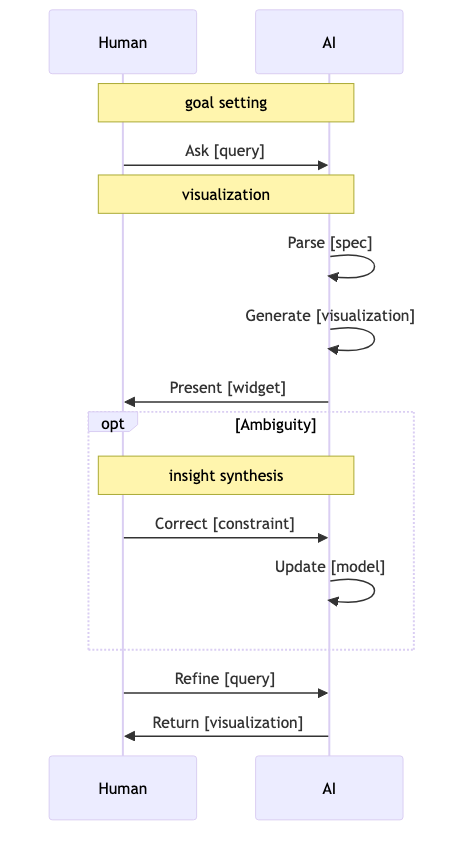 Human
AI
goal setting
Ask [query]
visualization
Parse [spec]
Generate [visualization]
Present [widget]
opt
[Ambiguity]
insight synthesis
Correct [constraint]
Update [model]
Refine [query]
Return [visualization]
Human
AI